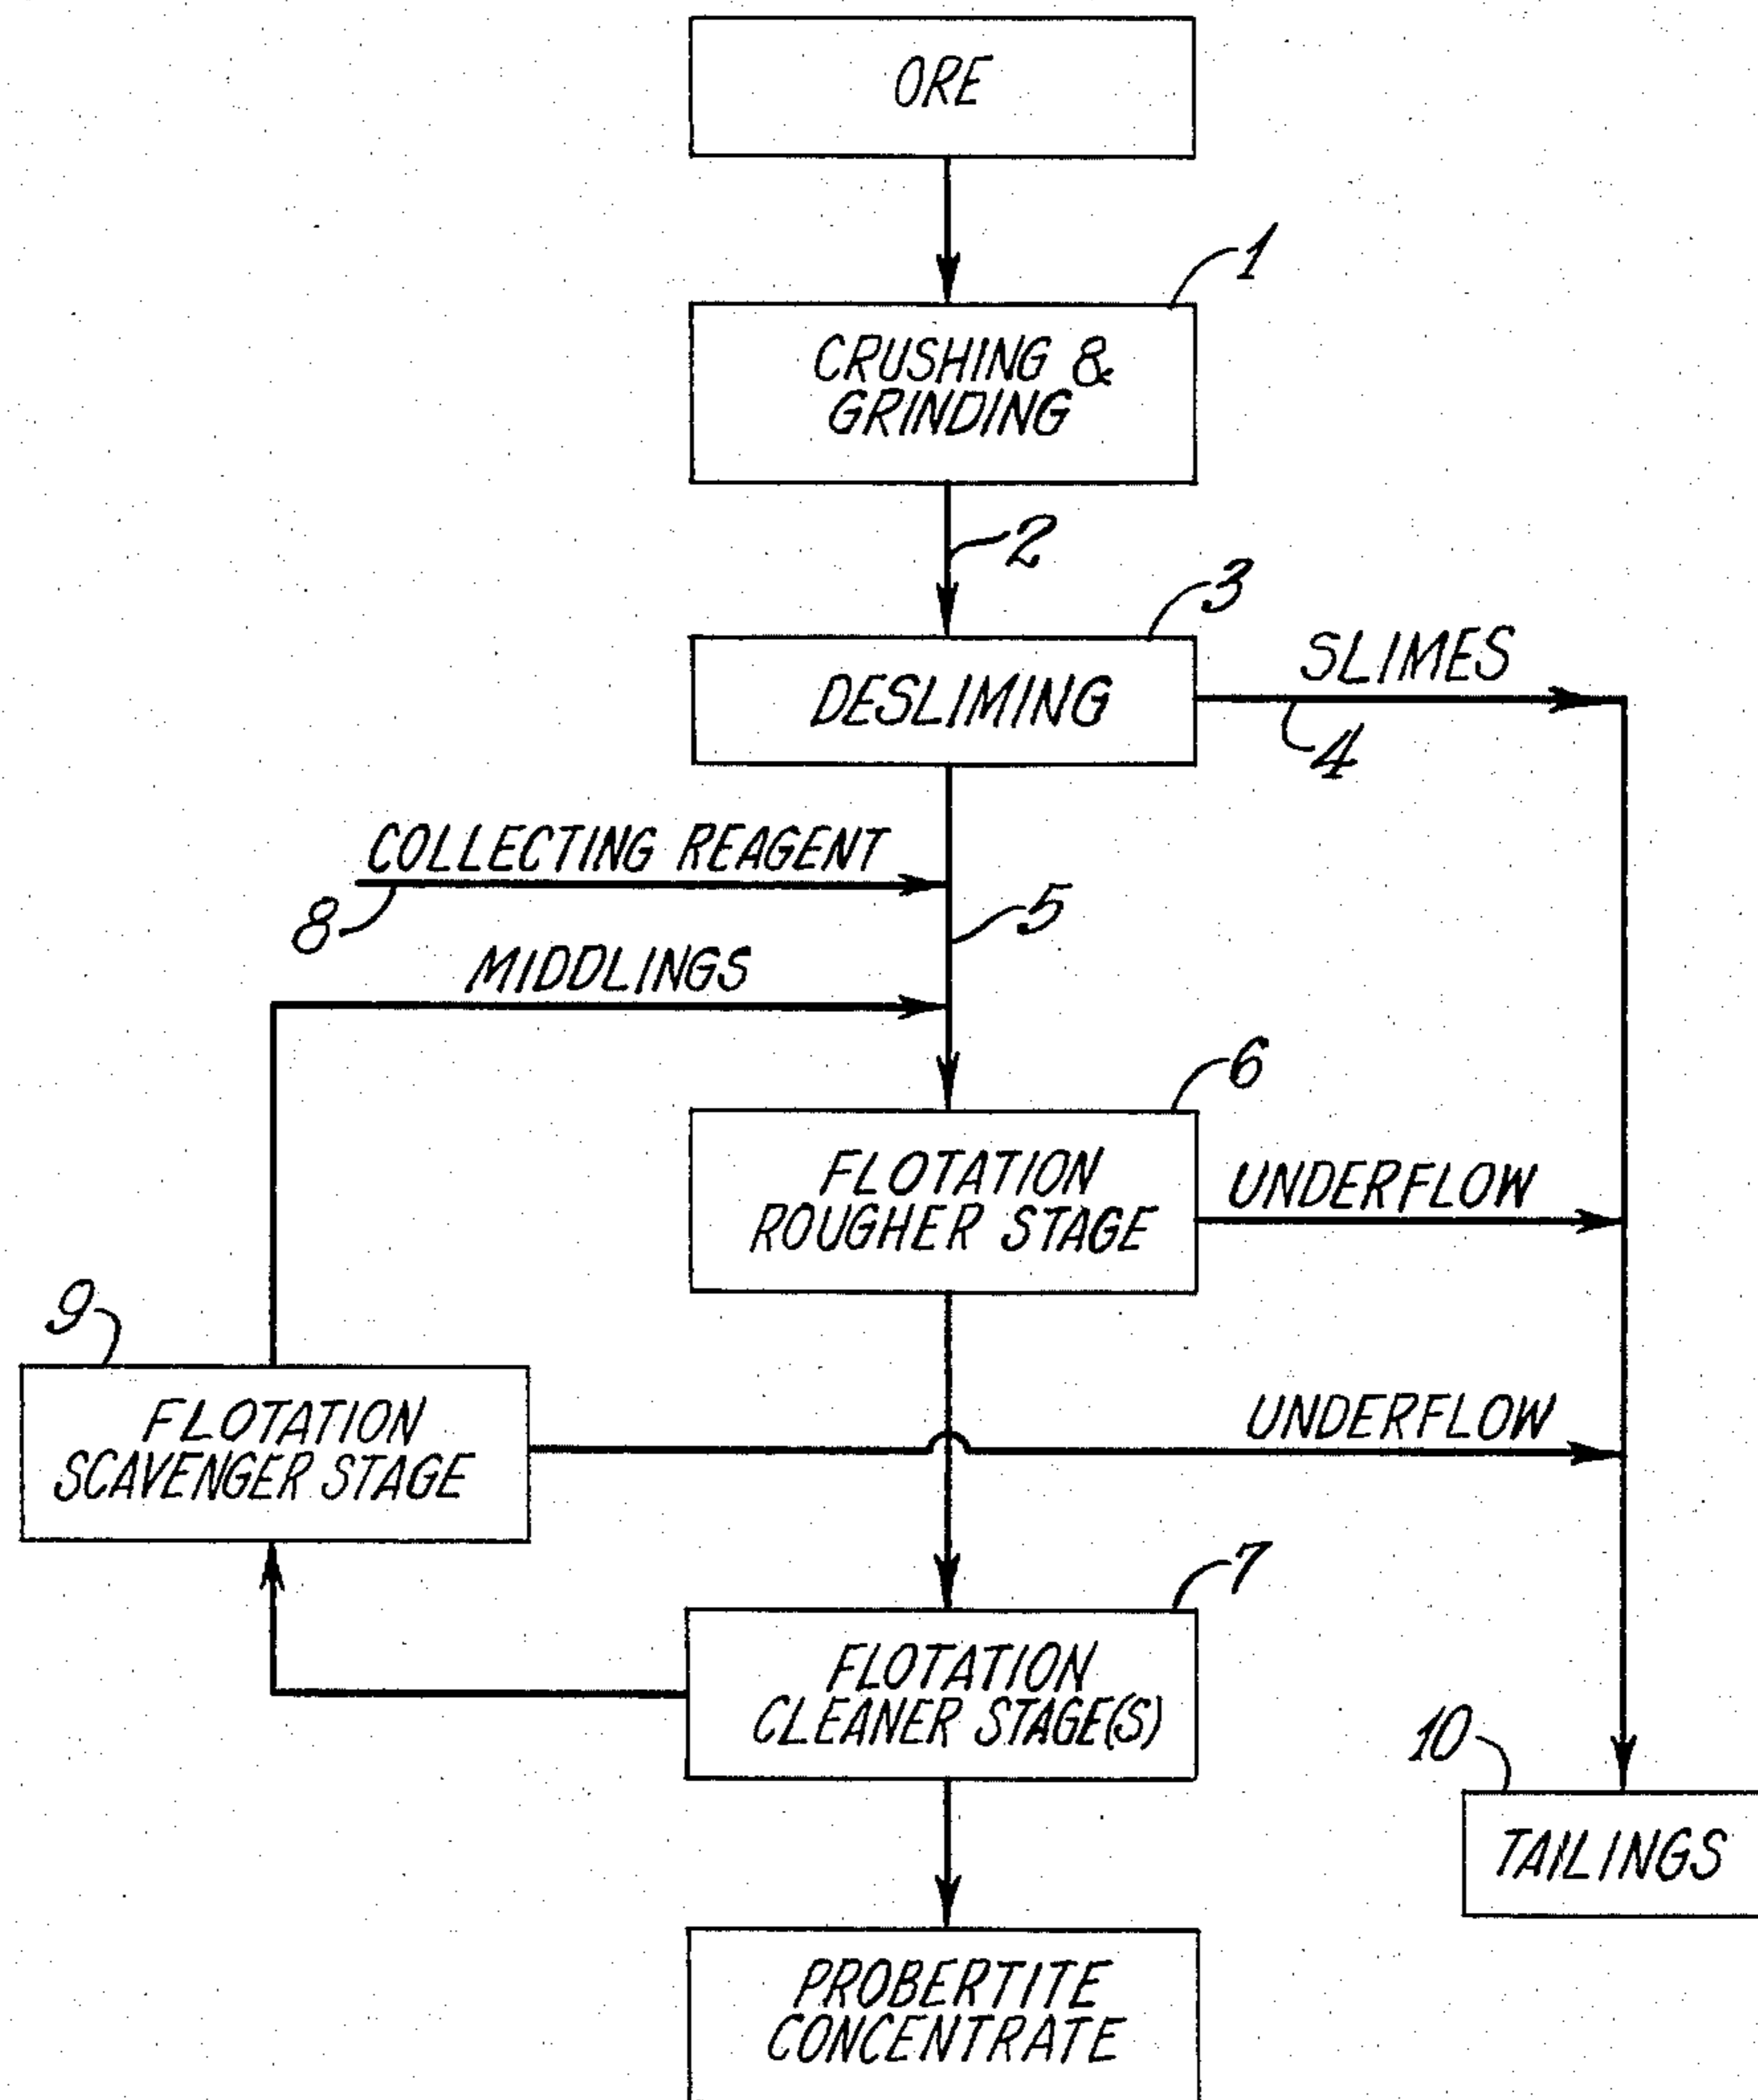 ORE
1
CRUSHING &
GRINDING
2
3
DESLIMING
SLIMES
4
COLLECTING REAGENT
8
5
MIDDLINGS
6
FLOTATION
ROUGHER STAGE
UNDERFLOW
9
FLOTATION
SCAVENGER STAGE
UNDERFLOW
7
FLOTATION
CLEANER STAGE(S)
10
TAILINGS
PROBERTITE
CONCENTRATE